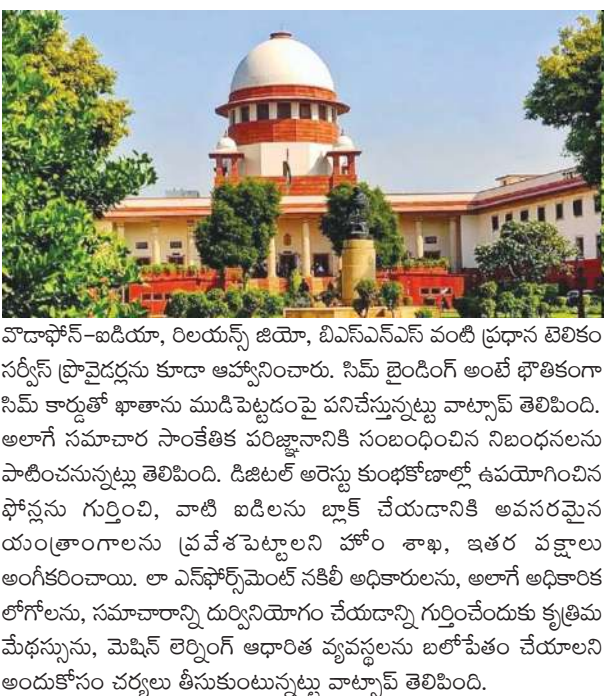 వొడాఫోన్-ఐడియా, రిలయన్స్ జియో, బిఎస్ఎన్ఎస్ వంటి ప్రధాన టెలికం
సర్వీస్ ప్రొవైడర్లను కూడా ఆహ్వానించారు. సిమ్ బైండింగ్ అంటే భౌతికంగా
సిమ్ కార్డుతో ఖాతాను ముడిపెట్టడంపై పనిచేస్తున్నట్టు వాట్సాప్ తెలిపింది.
అలాగే సమాచార సాంకేతిక పరిజ్ఞానానికి సంబంధించిన నిబంధనలను
పాటించనున్నట్లు తెలిపింది. డిజిటల్ అరెస్టు కుంభకోణాల్లో ఉపయోగించిన
ఫోన్లను గుర్తించి, వాటి ఐడిలను బ్లాక్ చేయడానికి అవసరమైన
యంత్రాంగాలను ప్రవేశపెట్టాలని హోం శాఖ, ఇతర పక్షాలు
అంగీకరించాయి. లా ఎన్‌ఫోర్స్‌మెంట్ నకిలీ అధికారులను, అలాగే అధికారిక
లోగోలను, సమాచారాన్ని దుర్వినియోగం చేయడాన్ని గుర్తించేందుకు కృత్రిమ
మేథస్సును, మెషిన్ లెర్నింగ్ ఆధారిత వ్యవస్థలను బలోపేతం చేయాలని
అందుకోసం చర్యలు తీసుకుంటున్నట్టు వాట్సాప్ తెలిపింది.